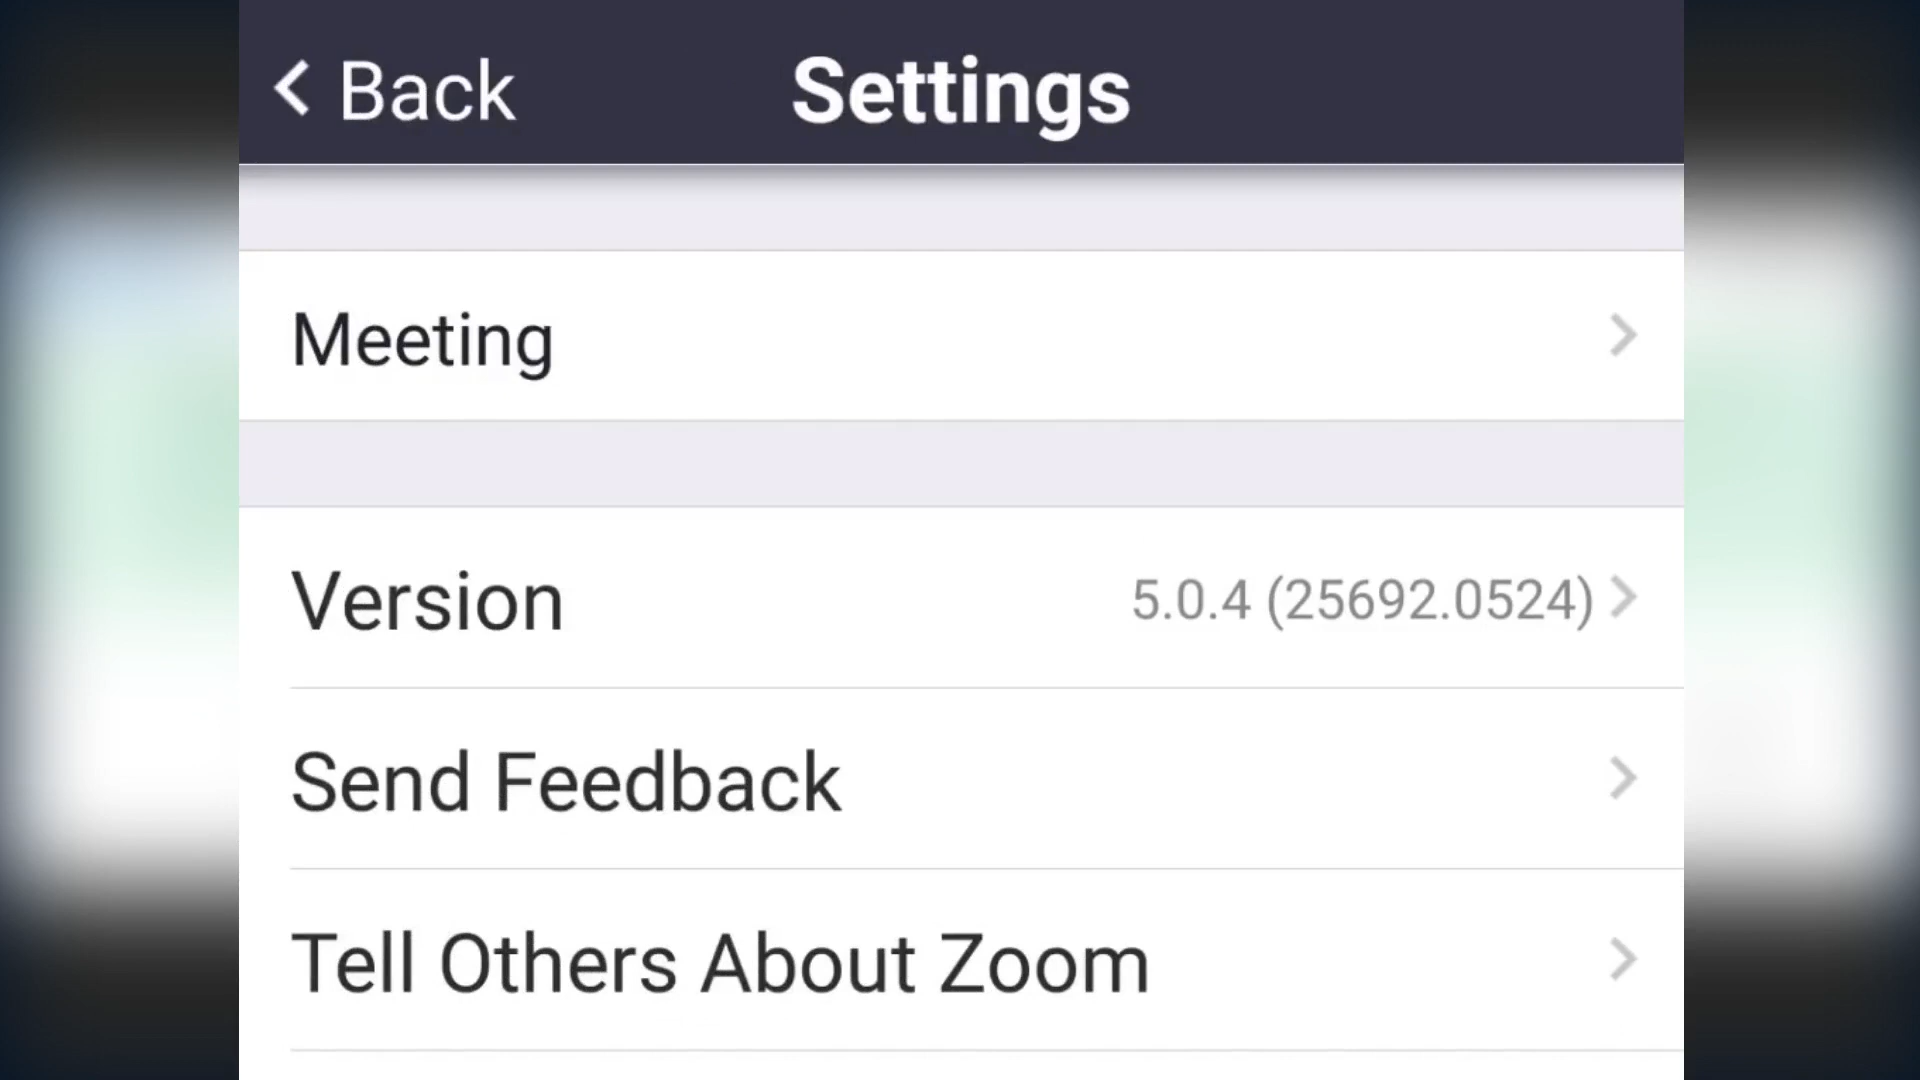 Back
Settings
Meeting
Version 5.0.4 (25692.0524)
Send Feedback
Tell Others About Zoom